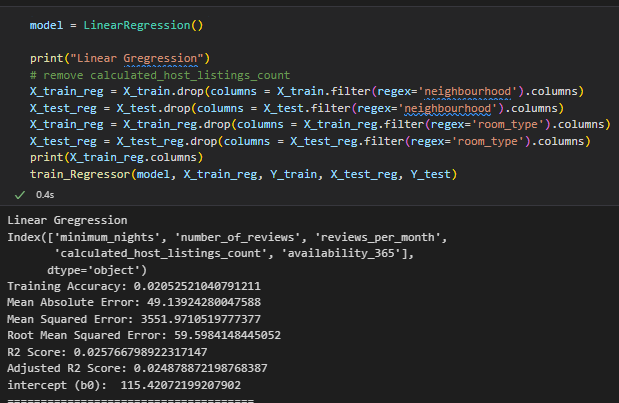 model = LinearRegression()
print("Linear Gregression")
# remove calculated_host_listings_count
X_train_reg = X_train.drop(columns = X_train.filter(regex='neighbourhood').columns)
X_test_reg = X_test.drop(columns = X_test.filter(regex='neighbourhood').columns)
X_train_reg = X_train_reg.drop(columns = X_train_reg.filter(regex='room_type').columns)
X_test_reg = X_test_reg.drop(columns = X_test_reg.filter(regex='room_type').columns)
print(X_train_reg.columns)
train_Regressor(model, X_train_reg, Y_train, X_test_reg, Y_test)
✓ 0.4s
Linear Gregression
Index(['minimum_nights', 'number_of_reviews', 'reviews_per_month',
'calculated_host_listings_count', 'availability_365'],
dtype='object')
Training Accuracy: 0.02052521040791211
Mean Absolute Error: 49.13924280047588
Mean Squared Error: 3551.9710519777377
Root Mean Squared Error: 59.5984148445052
R2 Score: 0.025766798922317147
Adjusted R2 Score: 0.024878872198768387
intercept (b0):  115.42072199207902
=====================================